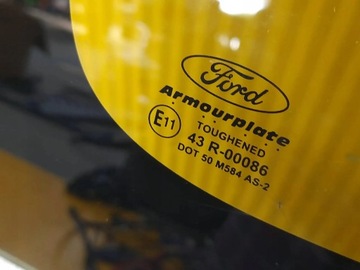 Ford
Armourplate
E11 TOUGHENED
43 R-00086
DOT 50 M584 AS-2